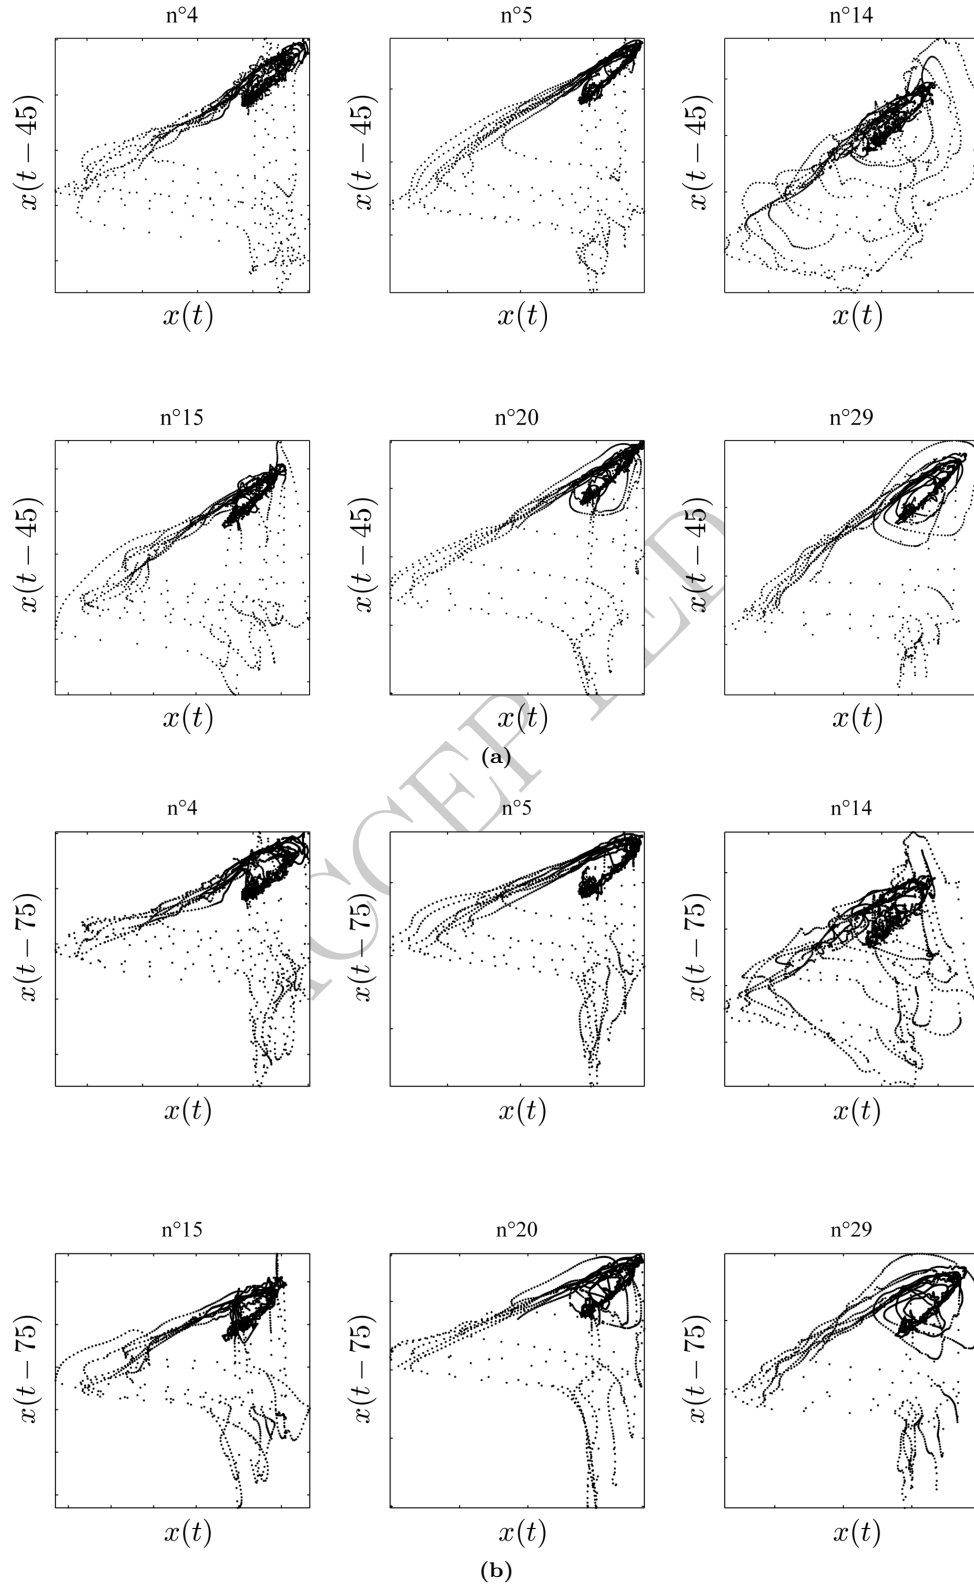 n°4 n°5 n°14
x(t − 45) x(t − 45) x(t − 45)
x(t) x(t) x(t)
n°15 n°20 n°29
x(t − 45) x(t − 45) x(t − 45)
x(t) x(t) x(t)
(a)
n°4 n°5 n°14
x(t − 75) x(t − 75) x(t − 75)
x(t) x(t) x(t)
n°15 n°20 n°29
x(t − 75) x(t − 75) x(t − 75)
x(t) x(t) x(t)
(b)